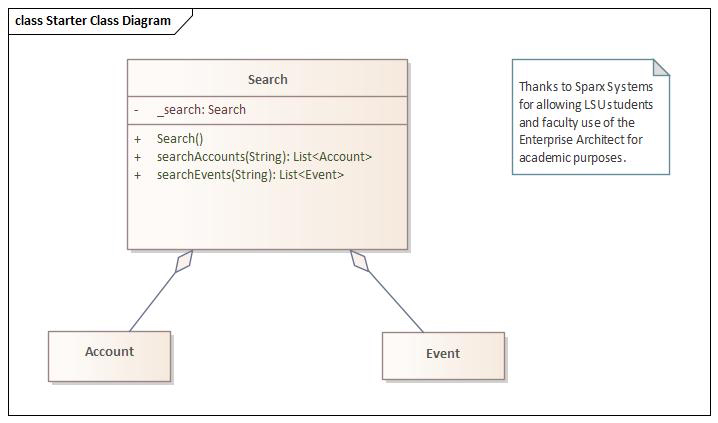 class Starter Class Diagram
Search
- _search: Search
+ Search()
+ searchAccounts(String): List<Account>
+ searchEvents(String): List<Event>
Thanks to Sparx Systems
for allowing LSU students
and faculty use of the
Enterprise Architect for
academic purposes.
Account
Event